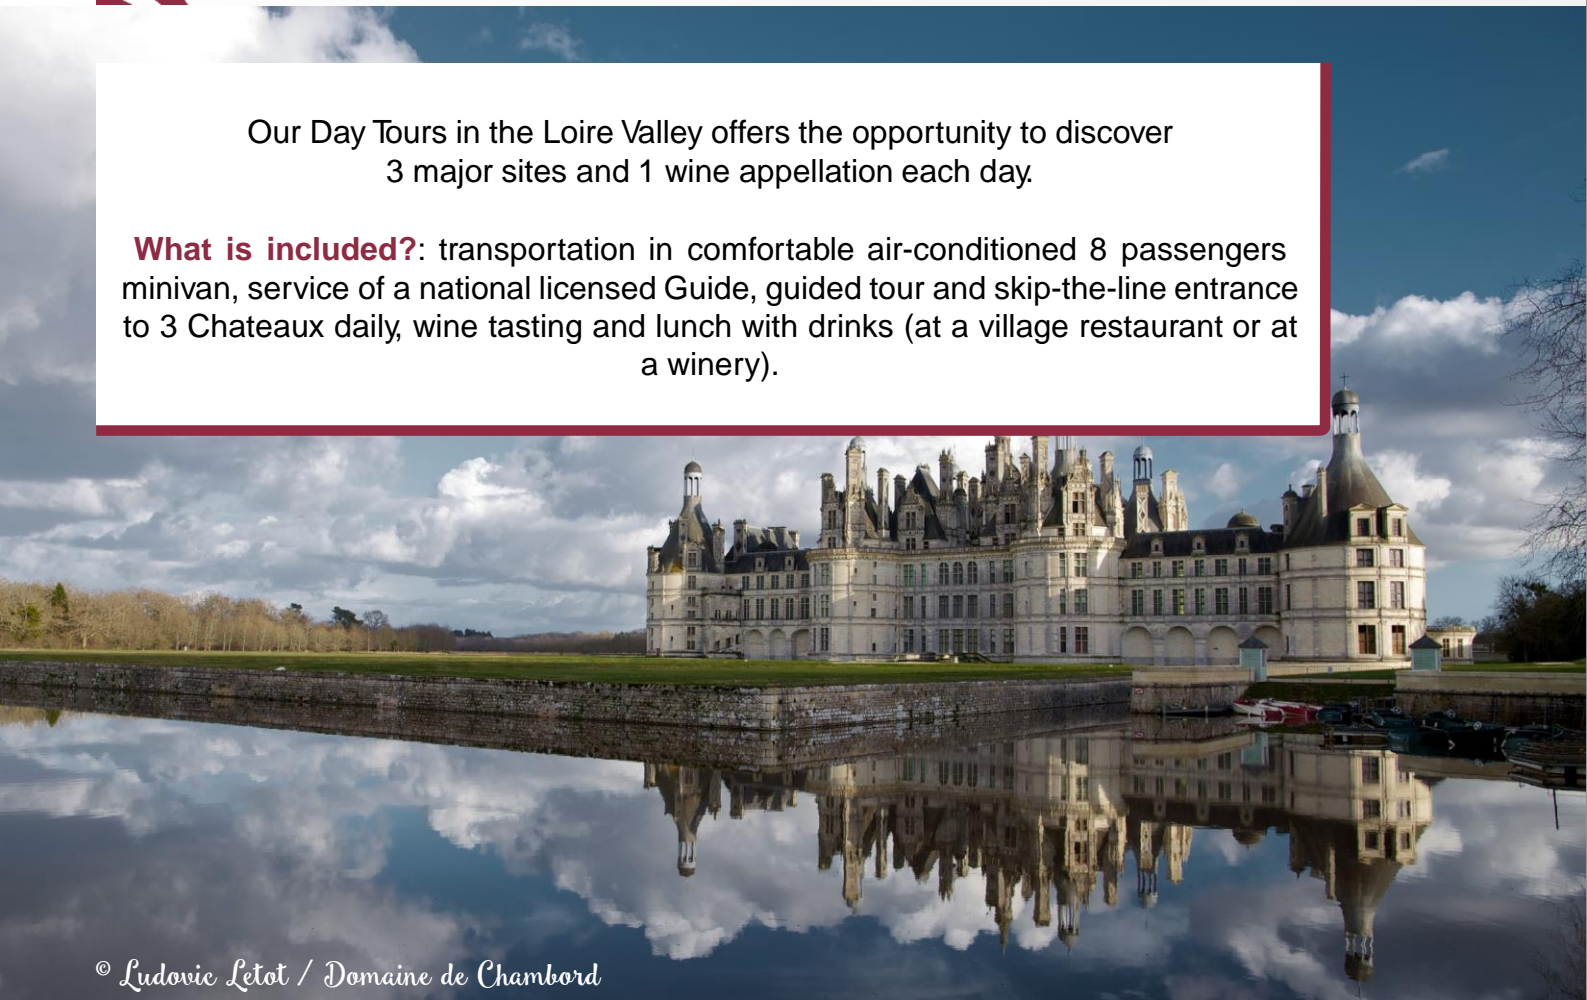 Our Day Tours in the Loire Valley offers the opportunity to discover
3 major sites and 1 wine appellation each day.
What is included?: transportation in comfortable air-conditioned 8 passengers
minivan, service of a national licensed Guide, guided tour and skip-the-line entrance
to 3 Chateaux daily, wine tasting and lunch with drinks (at a village restaurant or at
a winery).
© Ludovic Letot / Domaine de Chambord